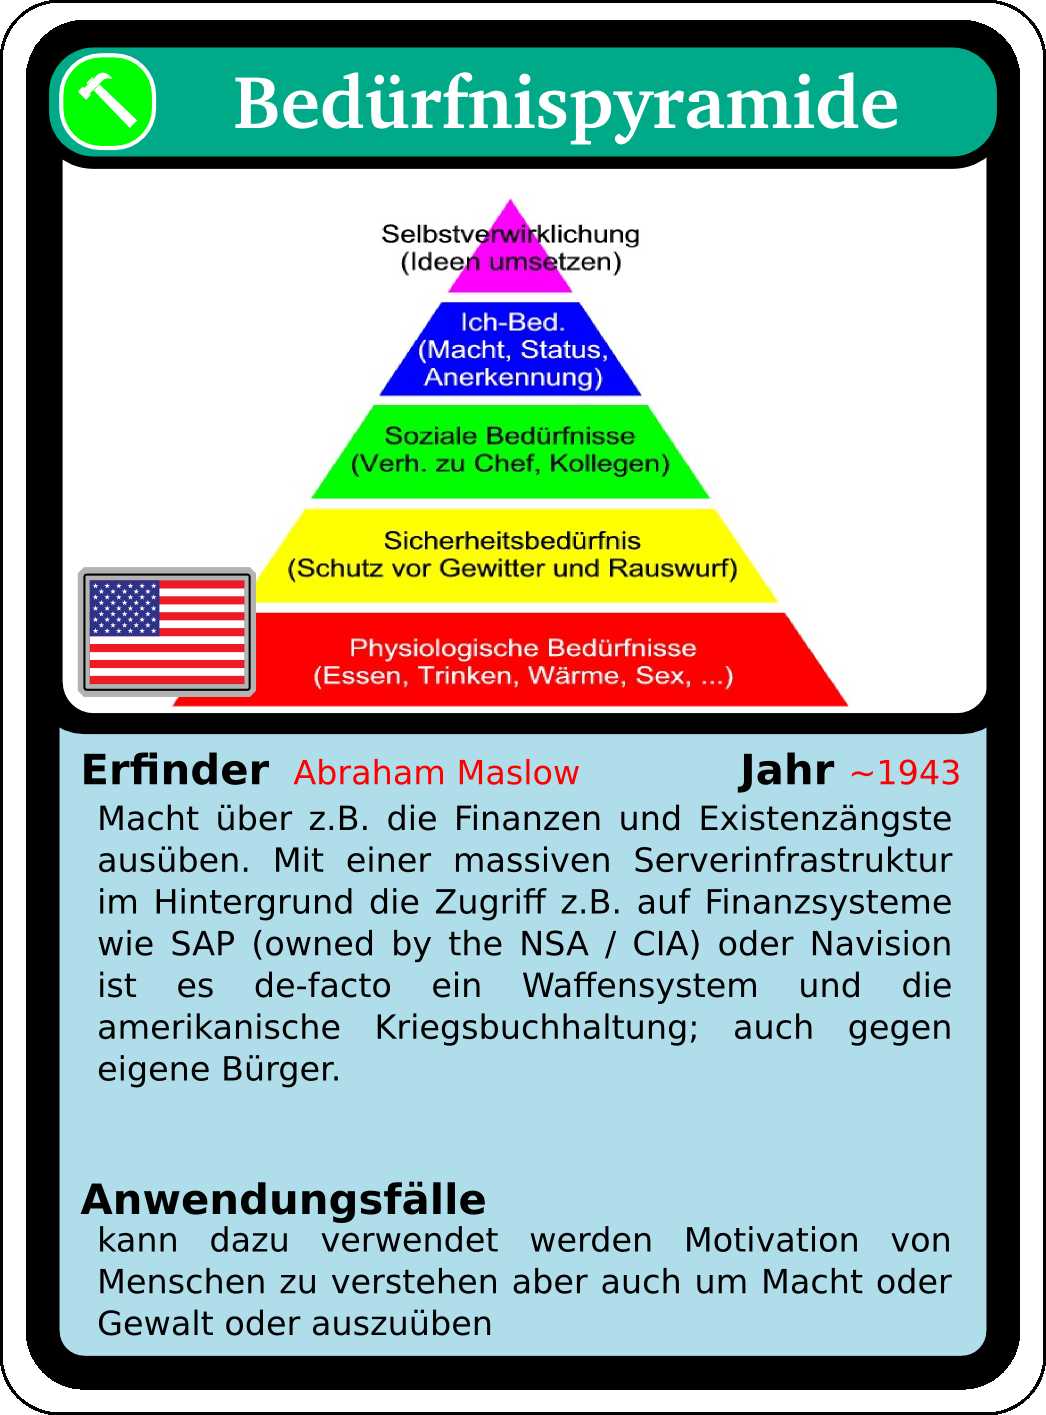 Bedürfnispyramide
Selbstverwirklichung
(Ideen umsetzen)
Ich-Bed.
(Macht, Status,
Anerkennung)
Soziale Bedürfnisse
(Verh. zu Chef, Kollegen)
Sicherheitsbedürfnis
(Schutz vor Gewitter und Rauswurf)
Physiologische Bedürfnisse
(Essen, Trinken, Wärme, Sex, ...)
Erfinder Abraham Maslow Jahr ~1943
Macht über z.B. die Finanzen und Existenzängste
ausüben. Mit einer massiven Serverinfrastruktur
im Hintergrund die Zugriff z.B. auf Finanzsysteme
wie SAP (owned by the NSA / CIA) oder Navision
ist es de-facto ein Waffensystem und die
amerikanische Kriegsbuchhaltung; auch gegen
eigene Bürger.
Anwendungsfälle
kann dazu verwendet werden Motivation von
Menschen zu verstehen aber auch um Macht oder
Gewalt oder auszuüben